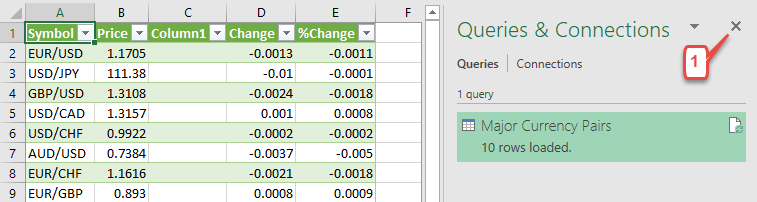 A B C D E F
1 Symbol Price Column1 Change %Change
2 EUR/USD 1.1705 -0.0013 -0.0011
3 USD/JPY 111.38 -0.01 -0.0001
4 GBP/USD 1.3108 -0.0024 -0.0018
5 USD/CAD 1.3157 0.001 0.0008
6 USD/CHF 0.9922 -0.0002 -0.0002
7 AUD/USD 0.7384 -0.0037 -0.005
8 EUR/CHF 1.1616 -0.0021 -0.0018
9 EUR/GBP 0.893 0.0008 0.0009
Queries & Connections
1
Queries Connections
1 query
Major Currency Pairs
10 rows loaded.